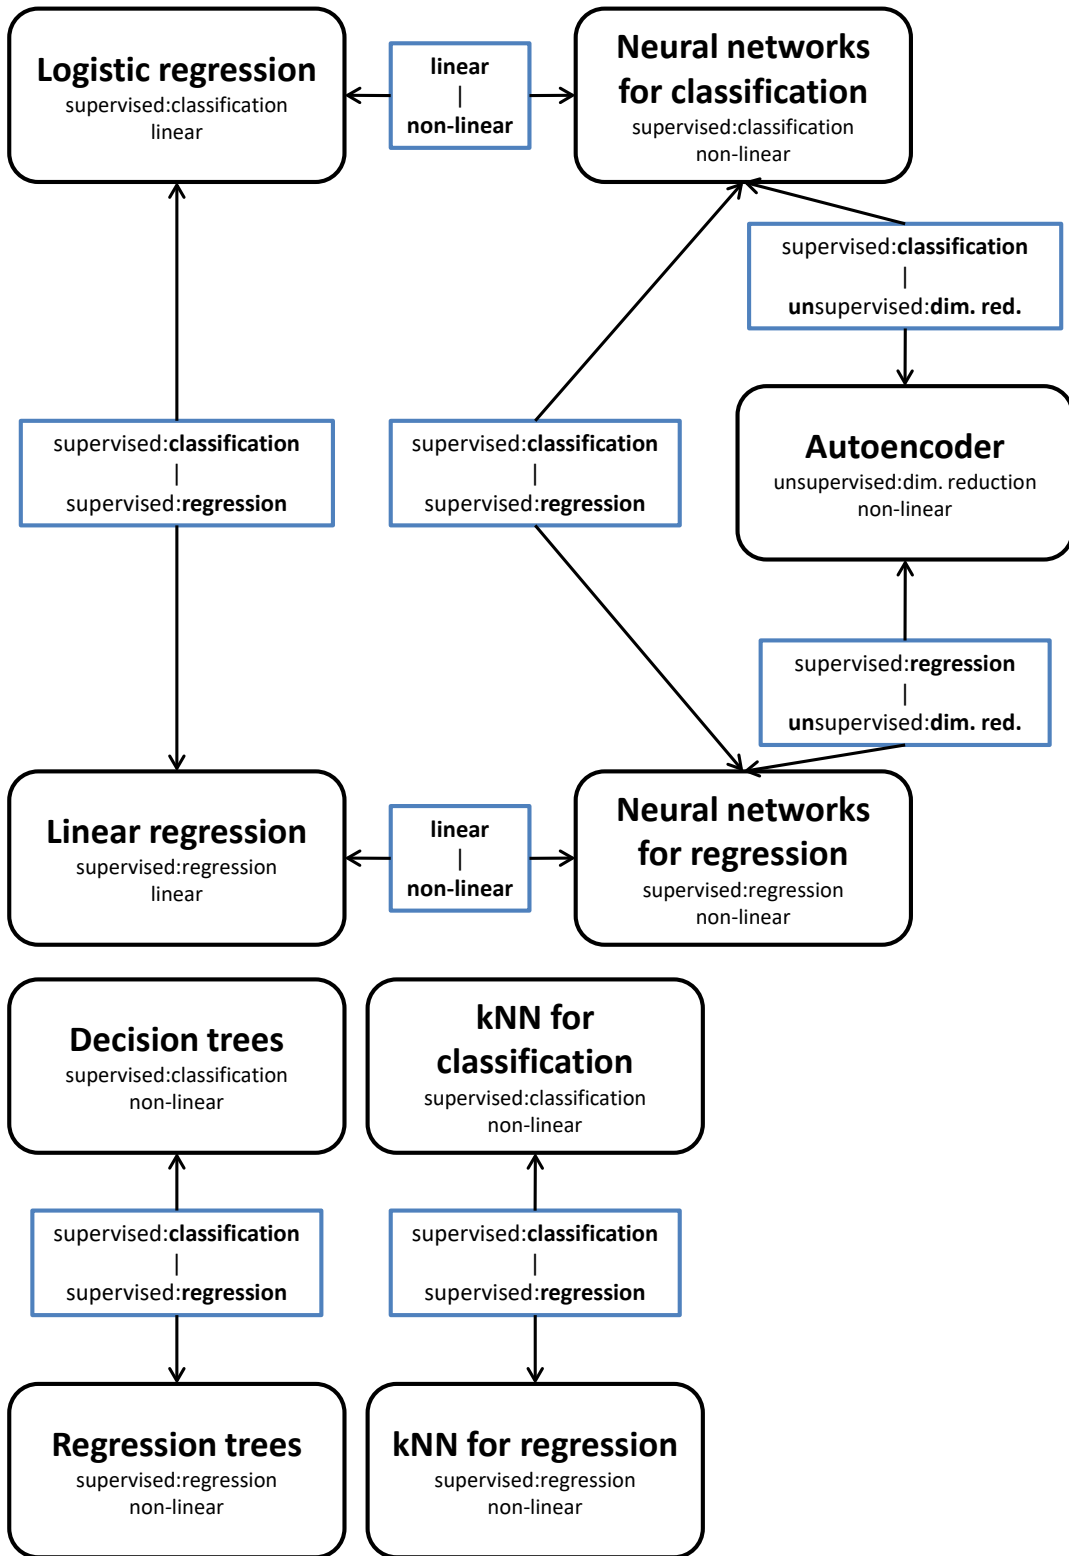 Logistic regression
supervised:classification
linear
linear
|
non-linear
Neural networks
for classification
supervised:classification
non-linear
supervised:classification
|
unsupervised:dim. red.
supervised:classification
|
supervised:regression
supervised:classification
|
supervised:regression
Autoencoder
unsupervised:dim. reduction
non-linear
supervised:regression
|
unsupervised:dim. red.
Linear regression
supervised:regression
linear
linear
|
non-linear
Neural networks
for regression
supervised:regression
non-linear
Decision trees
supervised:classification
non-linear
kNN for
classification
supervised:classification
non-linear
supervised:classification
|
supervised:regression
supervised:classification
|
supervised:regression
Regression trees
supervised:regression
non-linear
kNN for regression
supervised:regression
non-linear